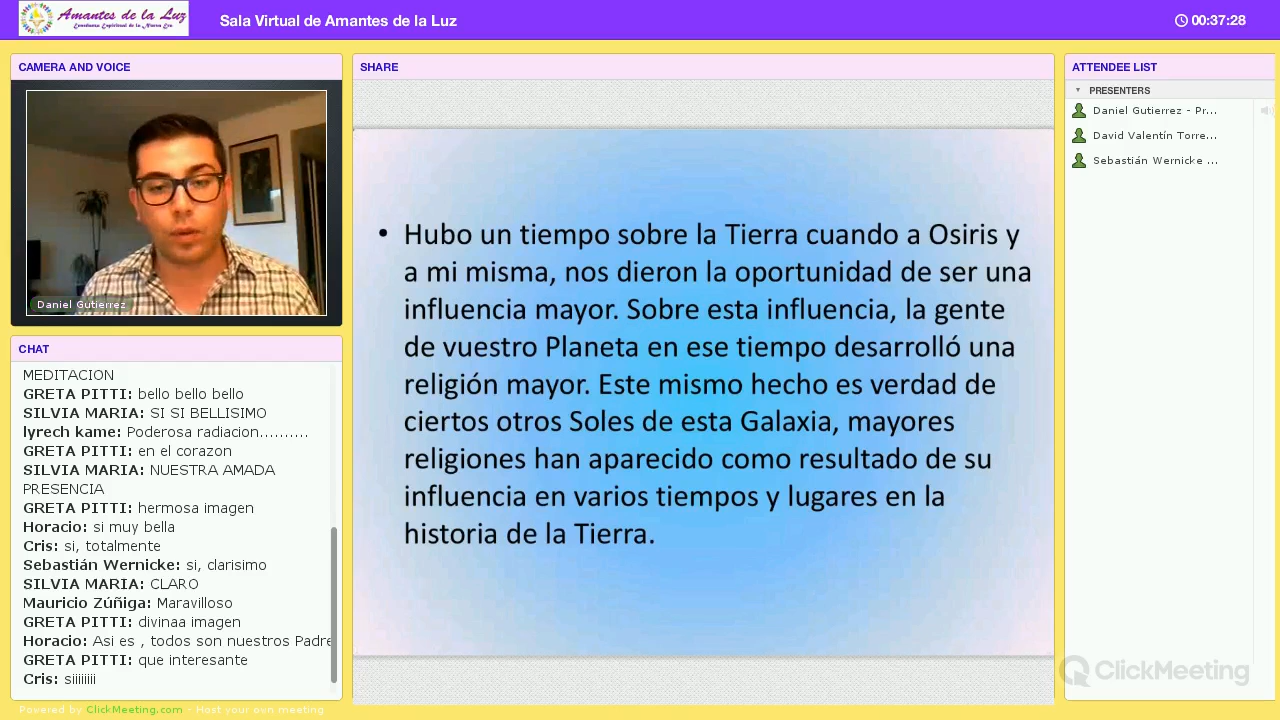 Amantes de la Luz
Enseñanza Espiritual de la Nueva Era
Sala Virtual de Amantes de la Luz
00:37:28
CAMERA AND VOICE
Daniel Gutierrez
CHAT
MEDITACION
GRETA PITTI: bello bello bello
SILVIA MARIA: SI SI BELLISIMO
lyrech kame: Poderosa radiacion..........
GRETA PITTI: en el corazon
SILVIA MARIA: NUESTRA AMADA
PRESENCIA
GRETA PITTI: hermosa imagen
Horacio: si muy bella
Cris: si, totalmente
Sebastián Wernicke: si, clarisimo
SILVIA MARIA: CLARO
Mauricio Zúñiga: Maravilloso
GRETA PITTI: divinaa imagen
Horacio: Asi es , todos son nuestros Padre
GRETA PITTI: que interesante
Cris: siiiiiiii
Powered by ClickMeeting.com - Host your own meeting
SHARE
• Hubo un tiempo sobre la Tierra cuando a Osiris y
a mi misma, nos dieron la oportunidad de ser una
influencia mayor. Sobre esta influencia, la gente
de vuestro Planeta en ese tiempo desarrolló una
religión mayor. Este mismo hecho es verdad de
ciertos otros Soles de esta Galaxia, mayores
religiones han aparecido como resultado de su
influencia en varios tiempos y lugares en la
historia de la Tierra.
ATTENDEE LIST
PRESENTERS
Daniel Gutierrez - Pr...
David Valentín Torre...
Sebastián Wernicke ...
ClickMeeting